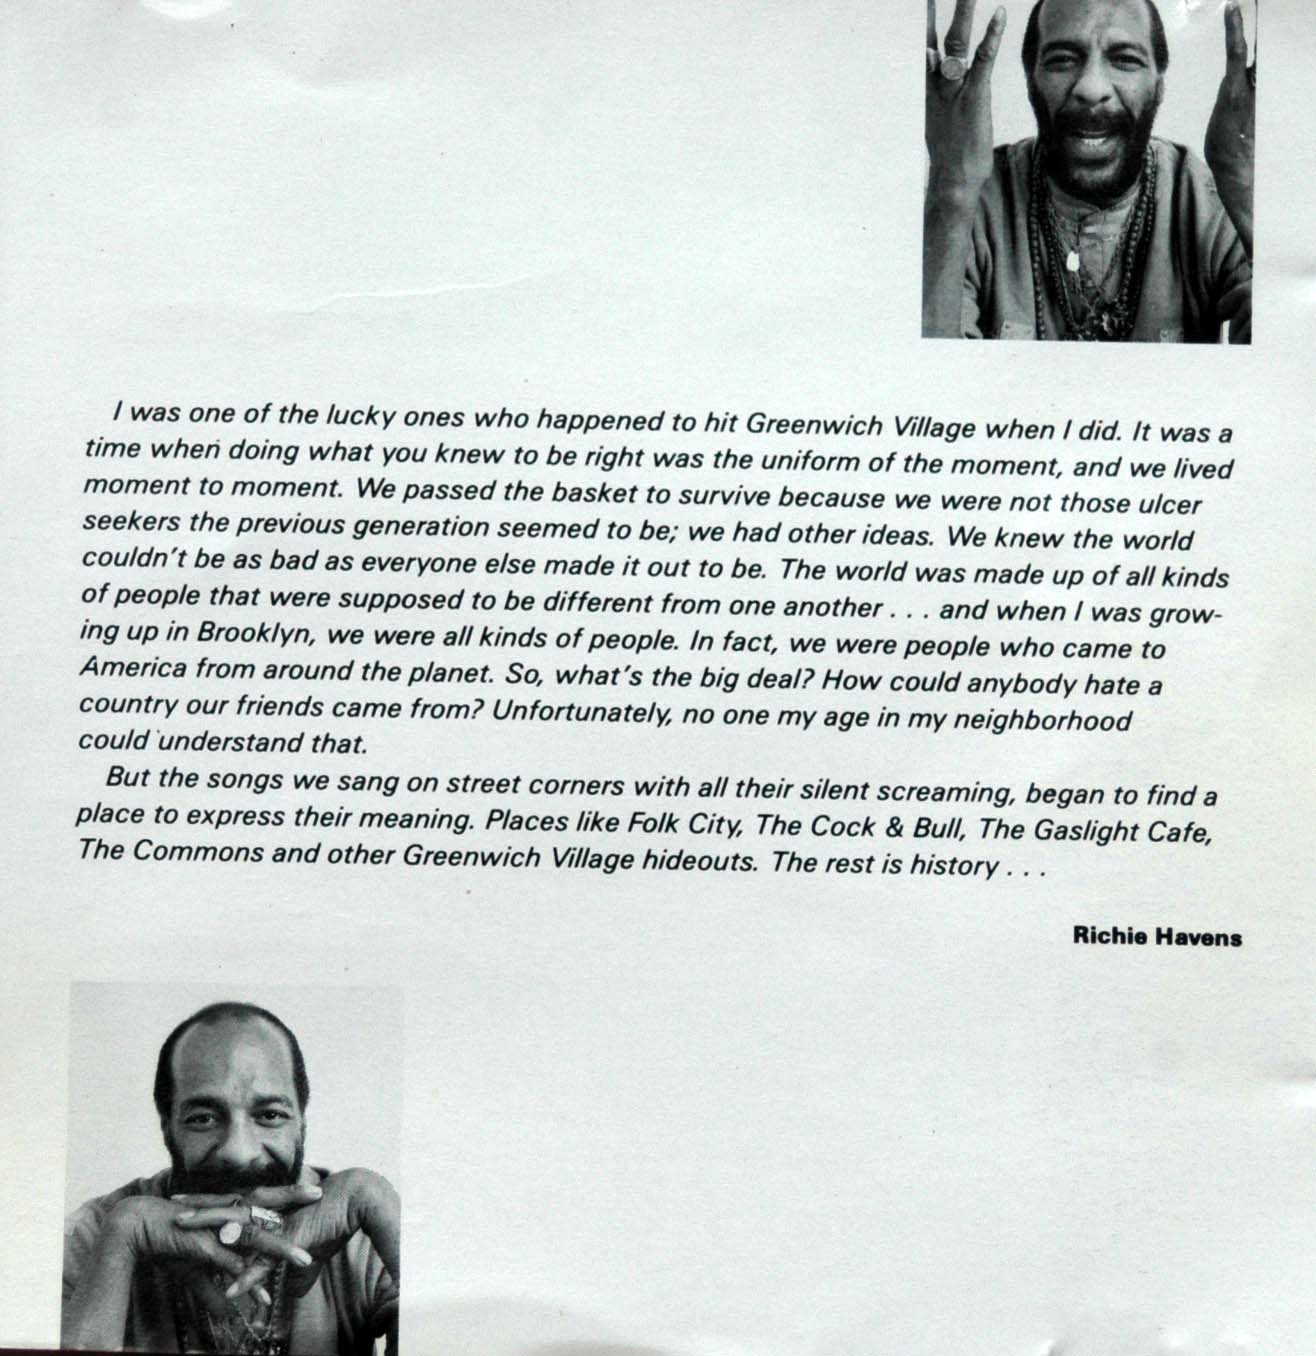 I was one of the lucky ones who happened to hit Greenwich Village when I did. It was a
time when doing what you knew to be right was the uniform of the moment, and we lived
moment to moment. We passed the basket to survive because we were not those ulcer
seekers the previous generation seemed to be; we had other ideas. We knew the world
couldn't be as bad as everyone else made it out to be. The world was made up of all kinds
of people that were supposed to be different from one another . . . and when I was grow-
ing up in Brooklyn, we were all kinds of people. In fact, we were people who came to
America from around the planet. So, what's the big deal? How could anybody hate a
country our friends came from? Unfortunately, no one my age in my neighborhood
could understand that.
But the songs we sang on street corners with all their silent screaming, began to find a
place to express their meaning. Places like Folk City, The Cock & Bull, The Gaslight Cafe,
The Commons and other Greenwich Village hideouts. The rest is history . . .
Richie Havens